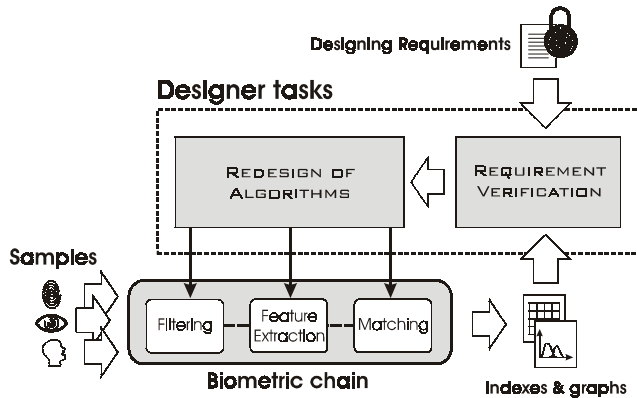 Designing Requirements
Designer tasks
REDESIGN OF
ALGORITHMS
REQUIREMENT
VERIFICATION
Samples
Filtering
Feature
Extraction
Matching
Biometric chain
Indexes & graphs